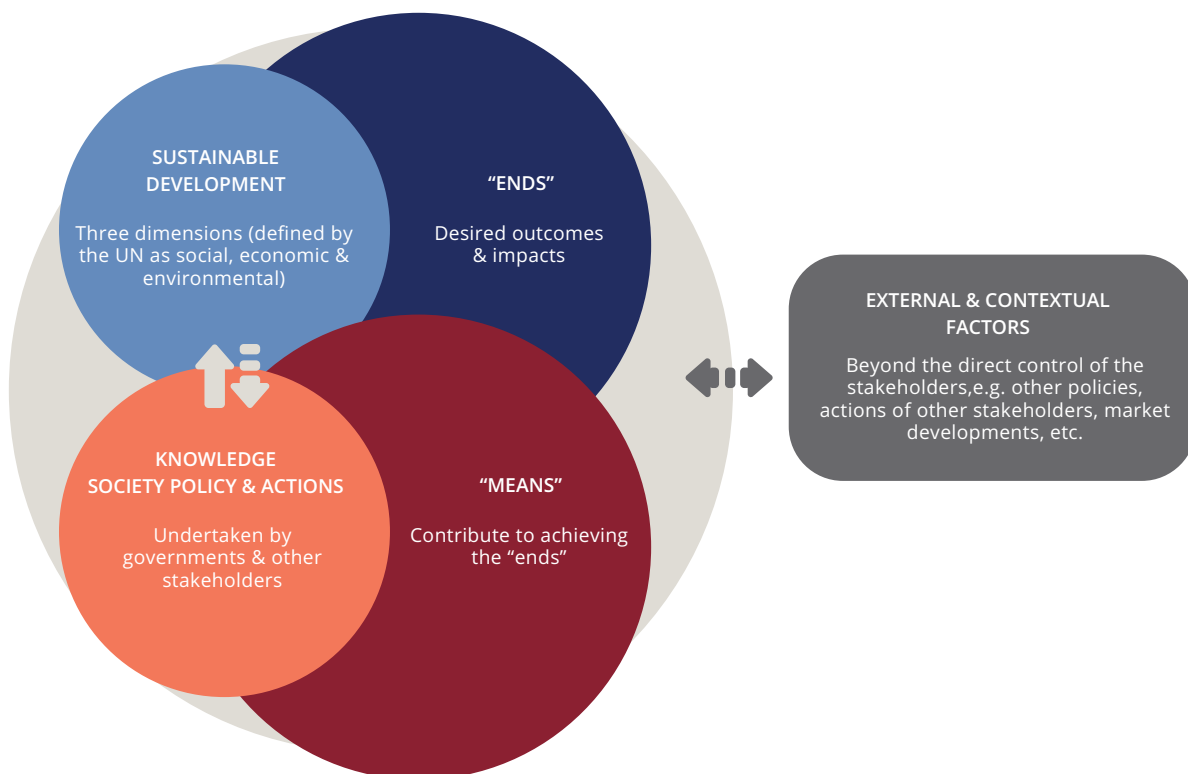 SUSTAINABLE
DEVELOPMENT
Three dimensions (defined by
the UN as social, economic &
environmental)
“ENDS”
Desired outcomes
& impacts
KNOWLEDGE
SOCIETY POLICY & ACTIONS
Undertaken by
governments & other
stakeholders
“MEANS”
Contribute to achieving
the “ends”
EXTERNAL & CONTEXTUAL
FACTORS
Beyond the direct control of the
stakeholders,e.g. other policies,
actions of other stakeholders, market
developments, etc.